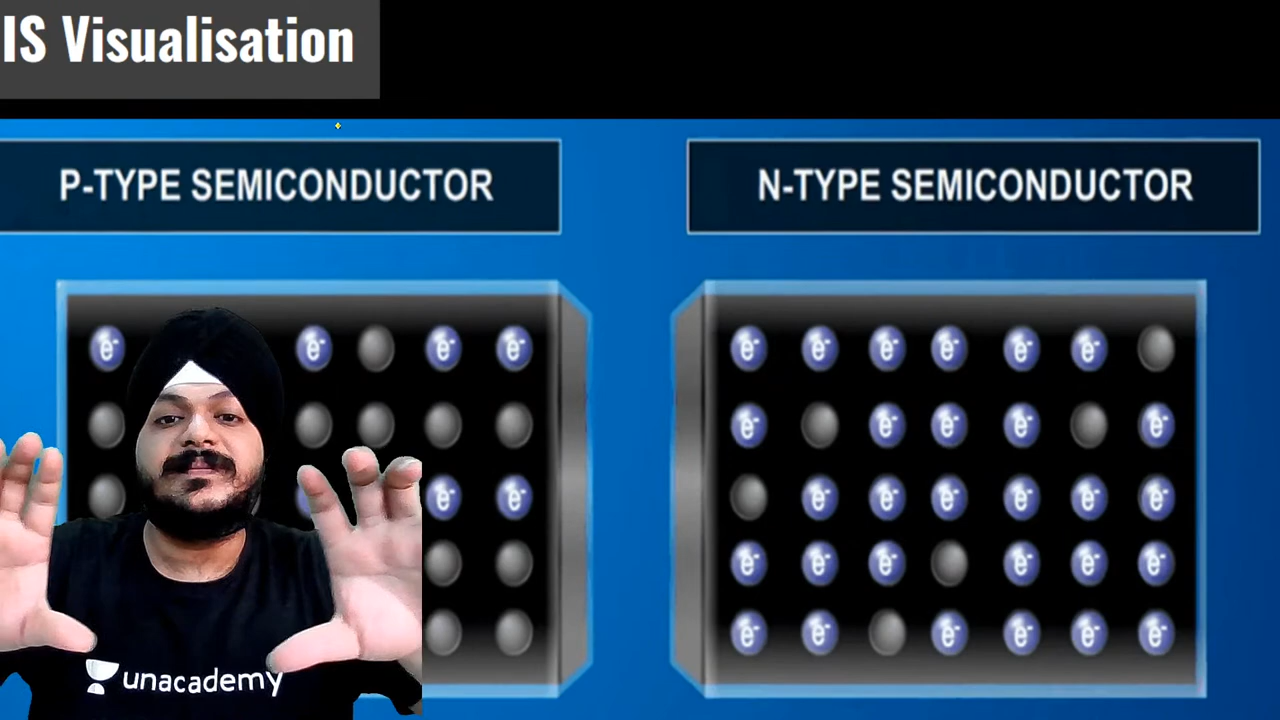 IS Visualisation
P-TYPE SEMICONDUCTOR
N-TYPE SEMICONDUCTOR
e- e- e- e-
e- e- e- e- e- e-
e- e- e- e- e-
e- e-
e- e- e- e- e- e-
e- e- e- e- e- e-
e- e- e- e- e- e-
unacademy